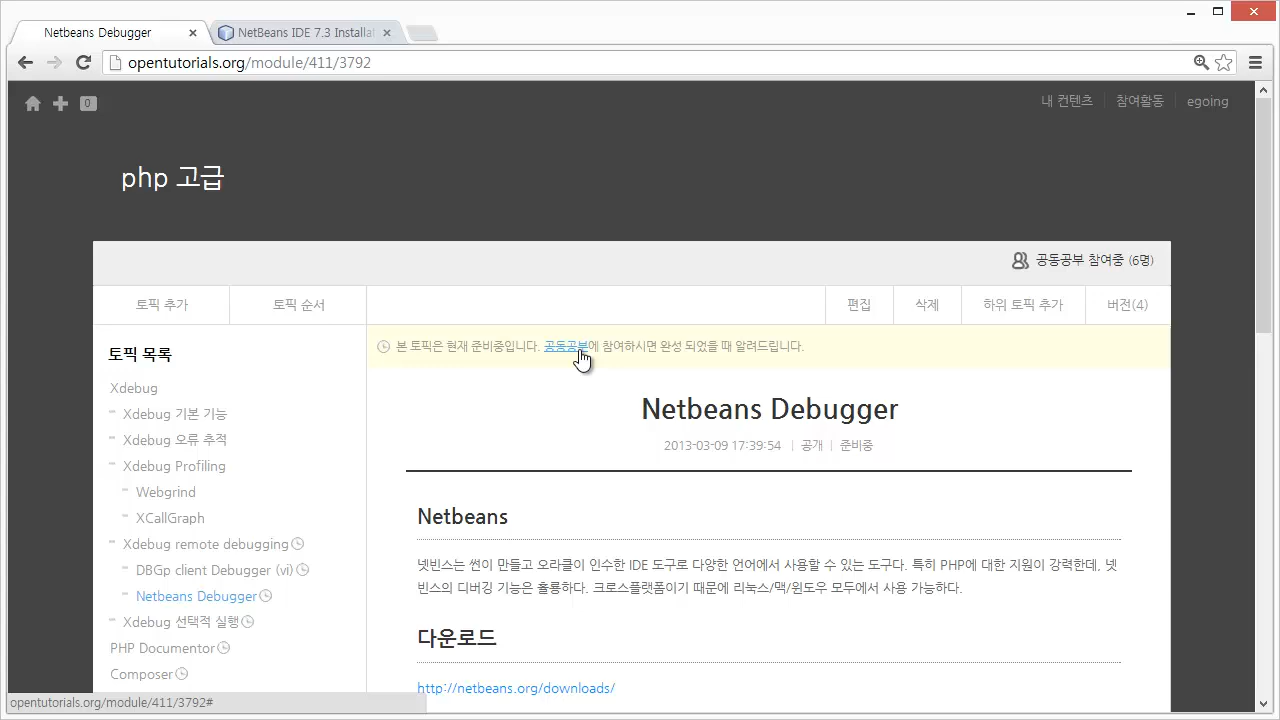 Netbeans Debugger
NetBeans IDE 7.3 Installa
opentutorials.org/module/411/3792
0
내 컨텐츠
참여활동
egoing
php 고급
공동공부 참여중 (6명)
토픽 추가
토픽 순서
편집
삭제
하위 토픽 추가
버전(4)
토픽 목록
Xdebug
Xdebug 기본 기능
Xdebug 오류 추적
Xdebug Profiling
Webgrind
XCallGraph
Xdebug remote debugging
DBGp client Debugger (vi)
Netbeans Debugger
Xdebug 선택적 실행
PHP Documentor
Composer
본 토픽은 현재 준비중입니다. 공동공부에 참여하시면 완성 되었을 때 알려드립니다.
Netbeans Debugger
2013-03-09 17:39:54 | 공개 | 준비중
Netbeans
넷빈스는 썬이 만들고 오라클이 인수한 IDE 도구로 다양한 언어에서 사용할 수 있는 도구다. 특히 PHP에 대한 지원이 강력한데, 넷
빈스의 디버깅 기능은 훌륭하다. 크로스플랫폼이기 때문에 리눅스/맥/윈도우 모두에서 사용 가능하다.
다운로드
http://netbeans.org/downloads/
opentutorials.org/module/411/3792#